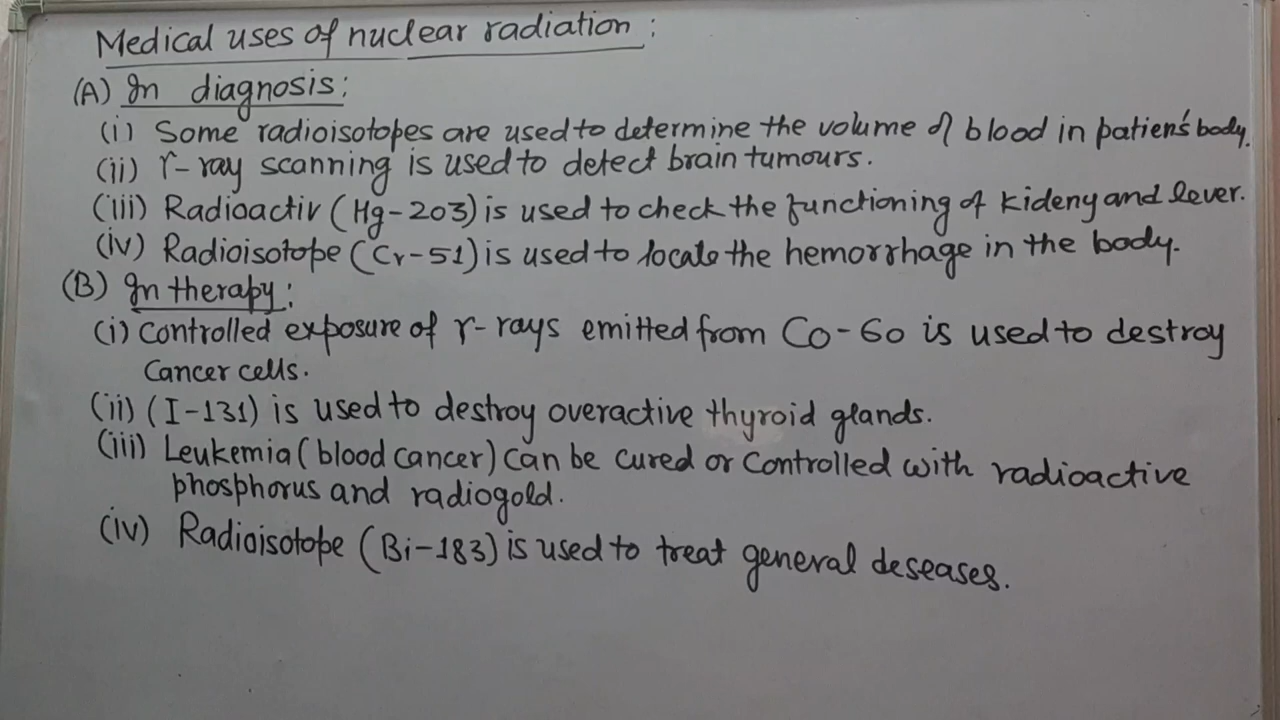 Medical uses of nuclear radiation :
(A) In diagnosis :
(i) Some radioisotopes are used to determine the volume of blood in patien's body.
(ii) r-ray scanning is used to detect brain tumours.
(iii) Radioactiv (Hg-203) is used to check the functioning of kideny and lever.
(iv) Radioisotope (Cr-51) is used to locate the hemorrhage in the body.
(B) In therapy :
(i) Controlled exposure of r-rays emitted from Co-60 is used to destroy
Cancer cells.
(ii) (I-131) is used to destroy overactive thyroid glands.
(iii) Leukemia (blood cancer) can be cured or controlled with radioactive
phosphorus and radiogold.
(iv) Radioisotope (Bi-183) is used to treat general deseases.